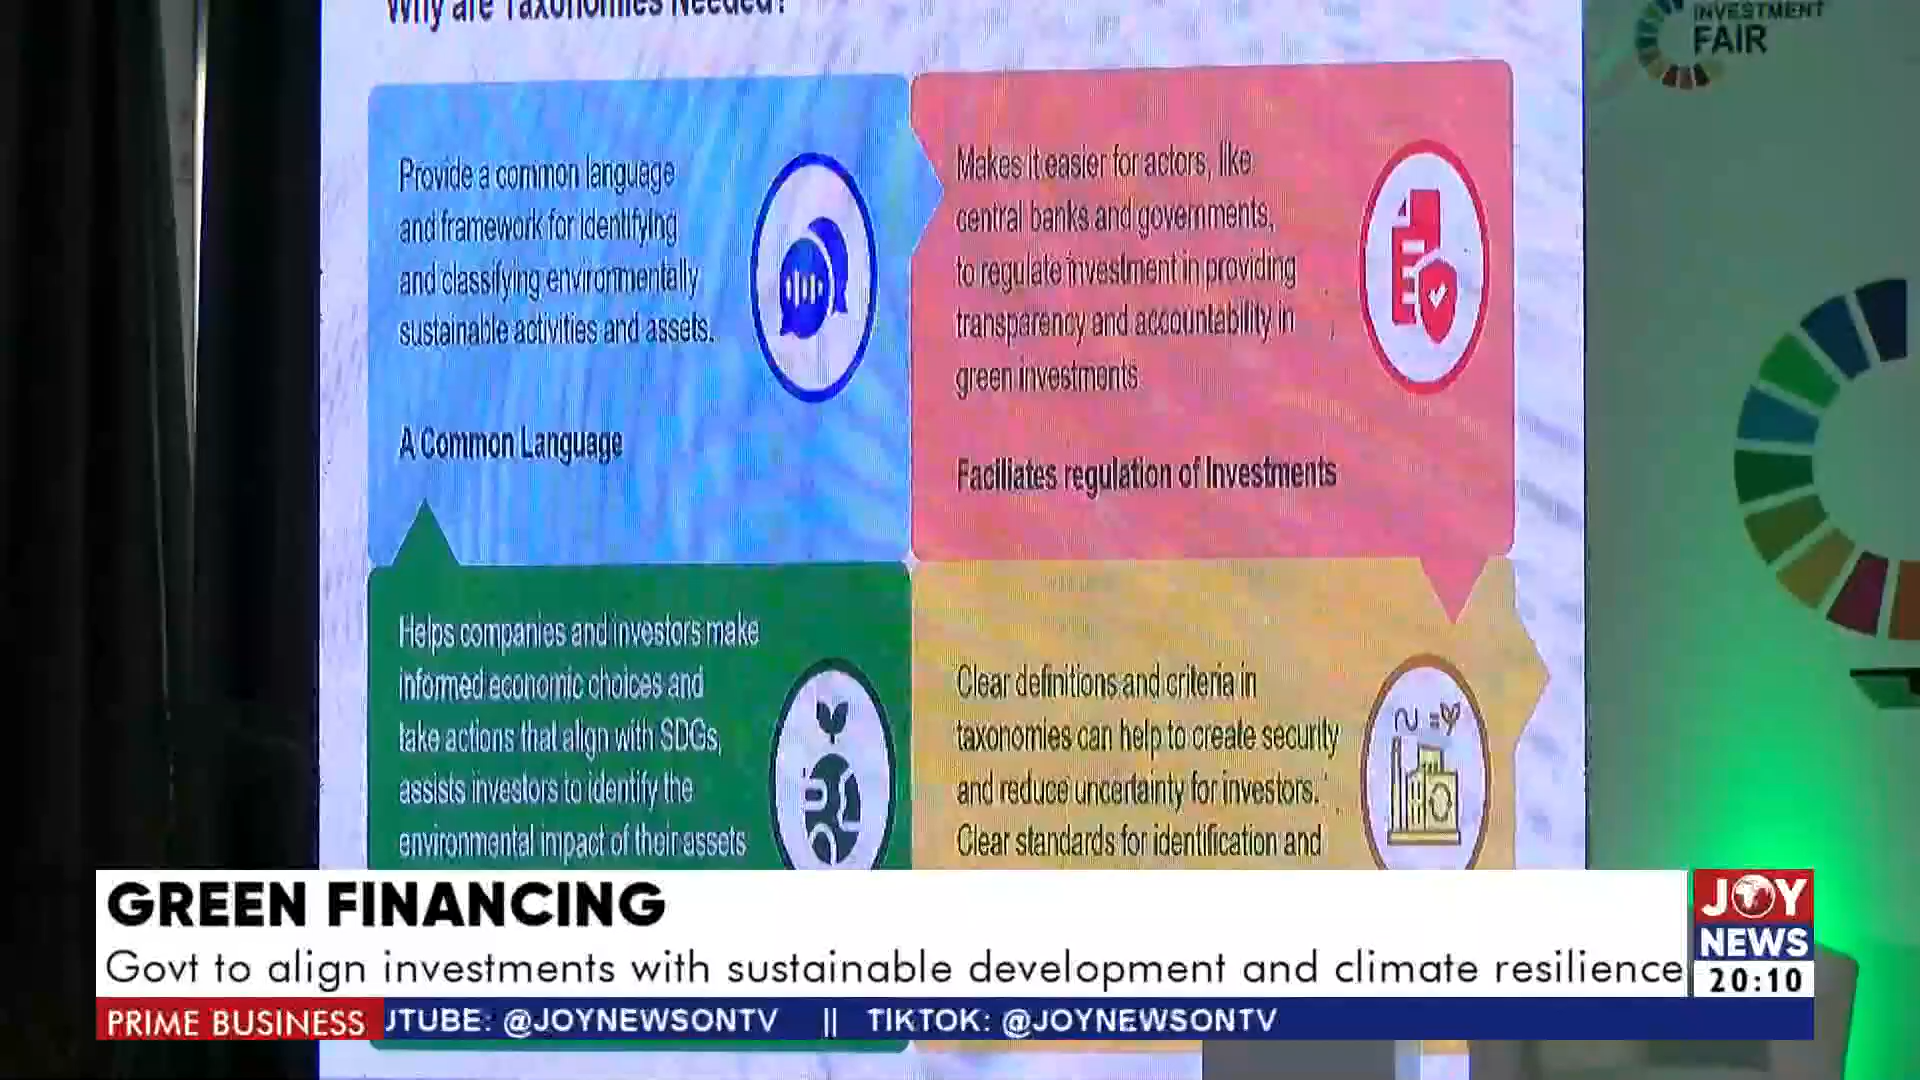 Why are Taxonomies Needed?
INVESTMENT
FAIR
Provide a common language
and framework for identifying
and classifying environmentally
sustainable activities and assets.
A Common Language
Makes it easier for actors, like
central banks and governments,
to regulate investment in providing
transparency and accountability in
green investments
Faciliates regulation of Investments
Helps companies and investors make
informed economic choices and
take actions that align with SDGs,
assists investors to identify the
environmental impact of their assets
Clear definitions and criteria in
taxonomies can help to create security
and reduce uncertainty for investors.
Clear standards for identification and
GREEN FINANCING
Govt to align investments with sustainable development and climate resilience
JOY
NEWS
20:10
PRIME BUSINESS
UTUBE: @JOYNEWSONTV || TIKTOK: @JOYNEWSONTV